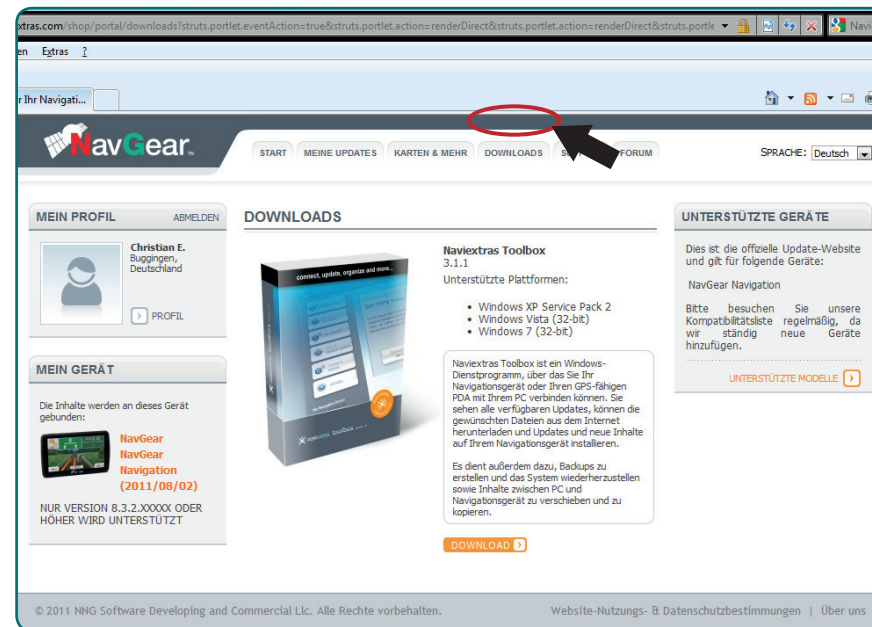 xtras.com/shop/portal/downloads?struts.portlet.eventAction=true&struts.portlet.action=renderDirect&struts.portlet.action=renderDirect&struts.portle
Navi
en Extras ?
r Ihr Navigati...
NavGear
START MEINE UPDATES KARTEN & MEHR DOWNLOADS FORUM
SPRACHE: Deutsch
MEIN PROFIL ABMELDEN
Christian E.
Buggingen,
Deutschland
PROFIL
MEIN GERÄT
Die Inhalte werden an dieses Gerät
gebunden:
NavGear
NavGear
Navigation
(2011/08/02)
NUR VERSION 8.3.2.XXXXX ODER
HÖHER WIRD UNTERSTÜTZT
DOWNLOADS
connect, update, organize and more...
naviextras toolbox
Naviextras Toolbox
3.1.1
Unterstützte Plattformen:
• Windows XP Service Pack 2
• Windows Vista (32-bit)
• Windows 7 (32-bit)
Naviextras Toolbox ist ein Windows-
Dienstprogramm, über das Sie Ihr
Navigationsgerät oder Ihren GPS-fähigen
PDA mit Ihrem PC verbinden können. Sie
sehen alle verfügbaren Updates, können die
gewünschten Dateien aus dem Internet
herunterladen und Updates und neue Inhalte
auf Ihrem Navigationsgerät installieren.
Es dient außerdem dazu, Backups zu
erstellen und das System wiederherzustellen
sowie Inhalte zwischen PC und
Navigationsgerät zu verschieben und zu
kopieren.
DOWNLOAD
UNTERSTÜTZTE GERÄTE
Dies ist die offizielle Update-Website
und gilt für folgende Geräte:
NavGear Navigation
Bitte besuchen Sie unsere
Kompatibilitätsliste regelmäßig, da
wir ständig neue Geräte
hinzufügen.
UNTERSTÜTZTE MODELLE
© 2011 NNG Software Developing and Commercial Llc. Alle Rechte vorbehalten.
Website-Nutzungs- & Datenschutzbestimmungen | Über uns